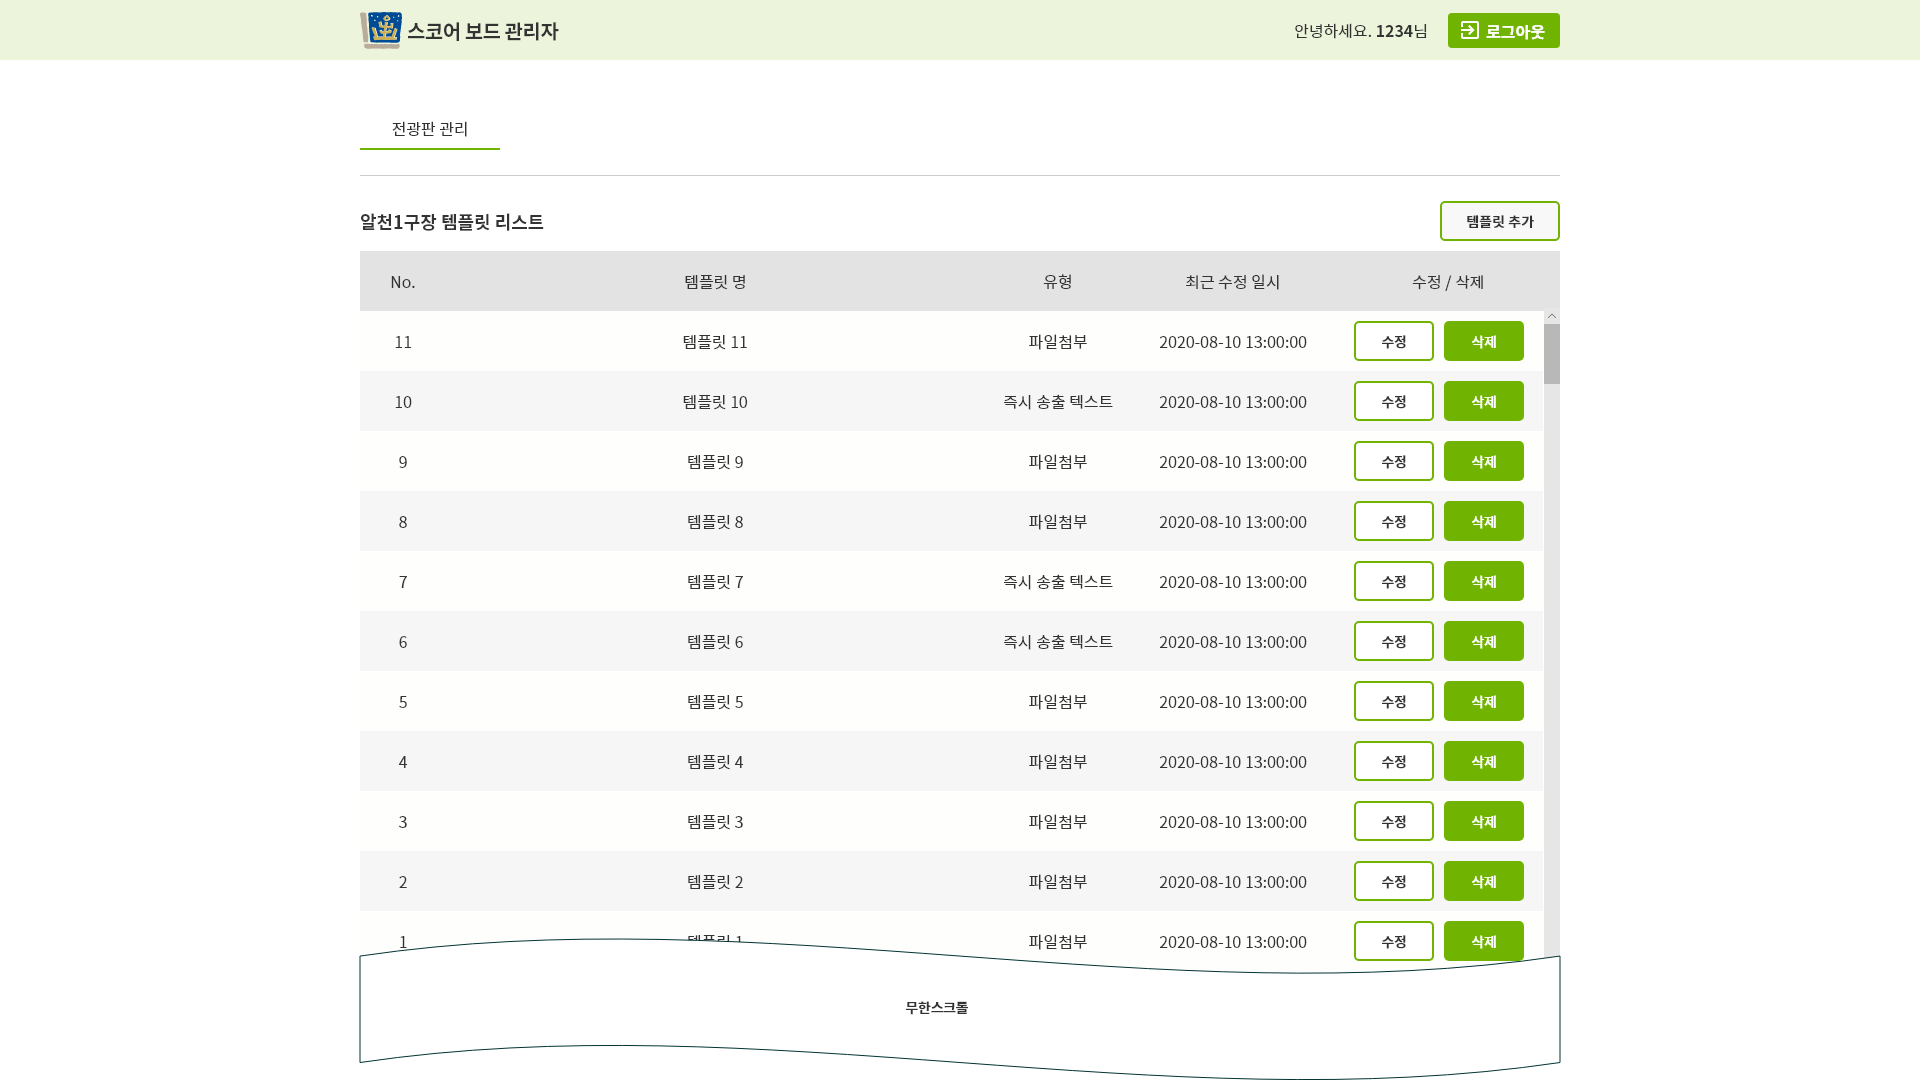 스코어 보드 관리자
안녕하세요. 1234님
로그아웃
전광판 관리
알천1구장 템플릿 리스트
템플릿 추가
No. 템플릿 명 유형 최근 수정 일시 수정 / 삭제
11 템플릿 11 파일첨부 2020-08-10 13:00:00 수정 삭제
10 템플릿 10 즉시 송출 텍스트 2020-08-10 13:00:00 수정 삭제
9 템플릿 9 파일첨부 2020-08-10 13:00:00 수정 삭제
8 템플릿 8 파일첨부 2020-08-10 13:00:00 수정 삭제
7 템플릿 7 즉시 송출 텍스트 2020-08-10 13:00:00 수정 삭제
6 템플릿 6 즉시 송출 텍스트 2020-08-10 13:00:00 수정 삭제
5 템플릿 5 파일첨부 2020-08-10 13:00:00 수정 삭제
4 템플릿 4 파일첨부 2020-08-10 13:00:00 수정 삭제
3 템플릿 3 파일첨부 2020-08-10 13:00:00 수정 삭제
2 템플릿 2 파일첨부 2020-08-10 13:00:00 수정 삭제
1 템플릿 1 파일첨부 2020-08-10 13:00:00 수정 삭제
무한스크롤